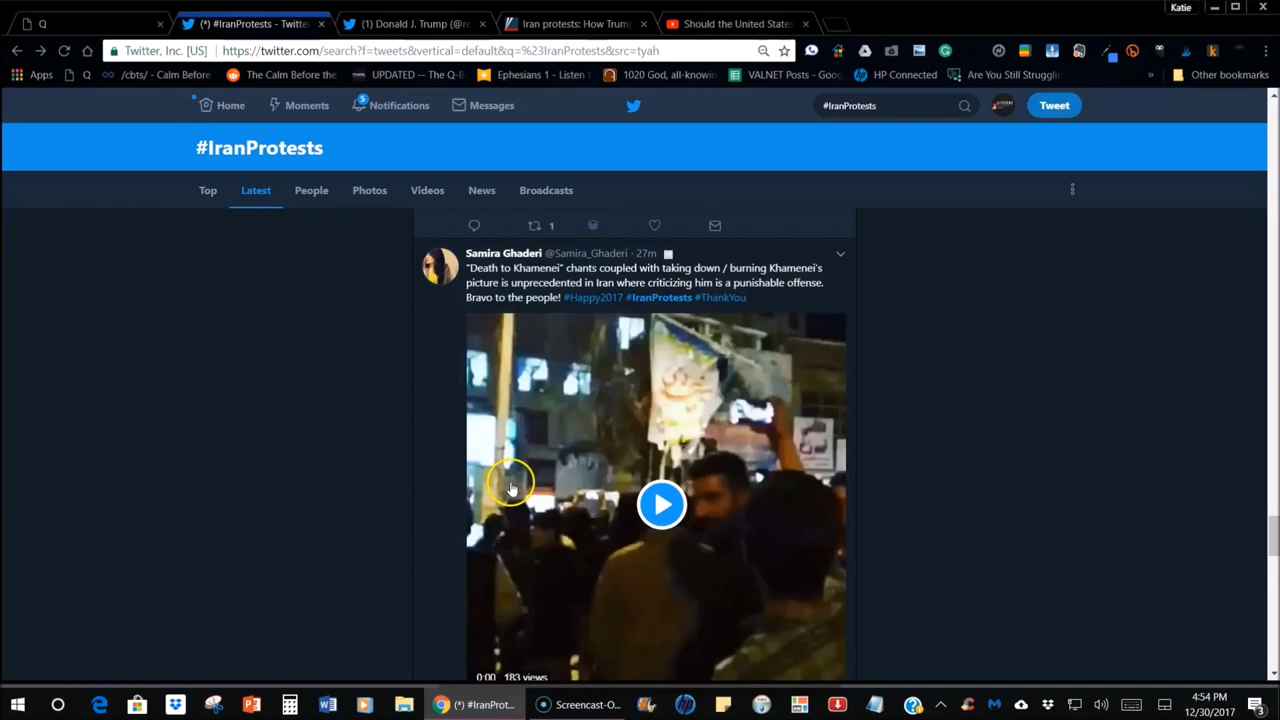 Katie
Q
(*) #IranProtests - Twitte
(1) Donald J. Trump (@re
Iran protests: How Trum
Should the United States
Twitter, Inc. [US]
https://twitter.com/search?f=tweets&vertical=default&q=%23IranProtests&src=tyah
Apps
Q
/cbts/ - Calm Before
The Calm Before the
UPDATED -- The Q-B
Ephesians 1 - Listen t
1020 God, all-knowin
VALNET Posts - Goog
HP Connected
Are You Still Struggli
»
Other bookmarks
Home
5
Moments
Notifications
Messages
#IranProtests
Tweet
#IranProtests
Top
Latest
People
Photos
Videos
News
Broadcasts
1
Samira Ghaderi @Samira_Ghaderi · 27m
“Death to Khamenei” chants coupled with taking down / burning Khamenei's
picture is unprecedented in Iran where criticizing him is a punishable offense.
Bravo to the people! #Happy2017 #IranProtests #ThankYou
0:00 183 views
(*) #IranProt...
Screencast-O...
4:54 PM
12/30/2017
3